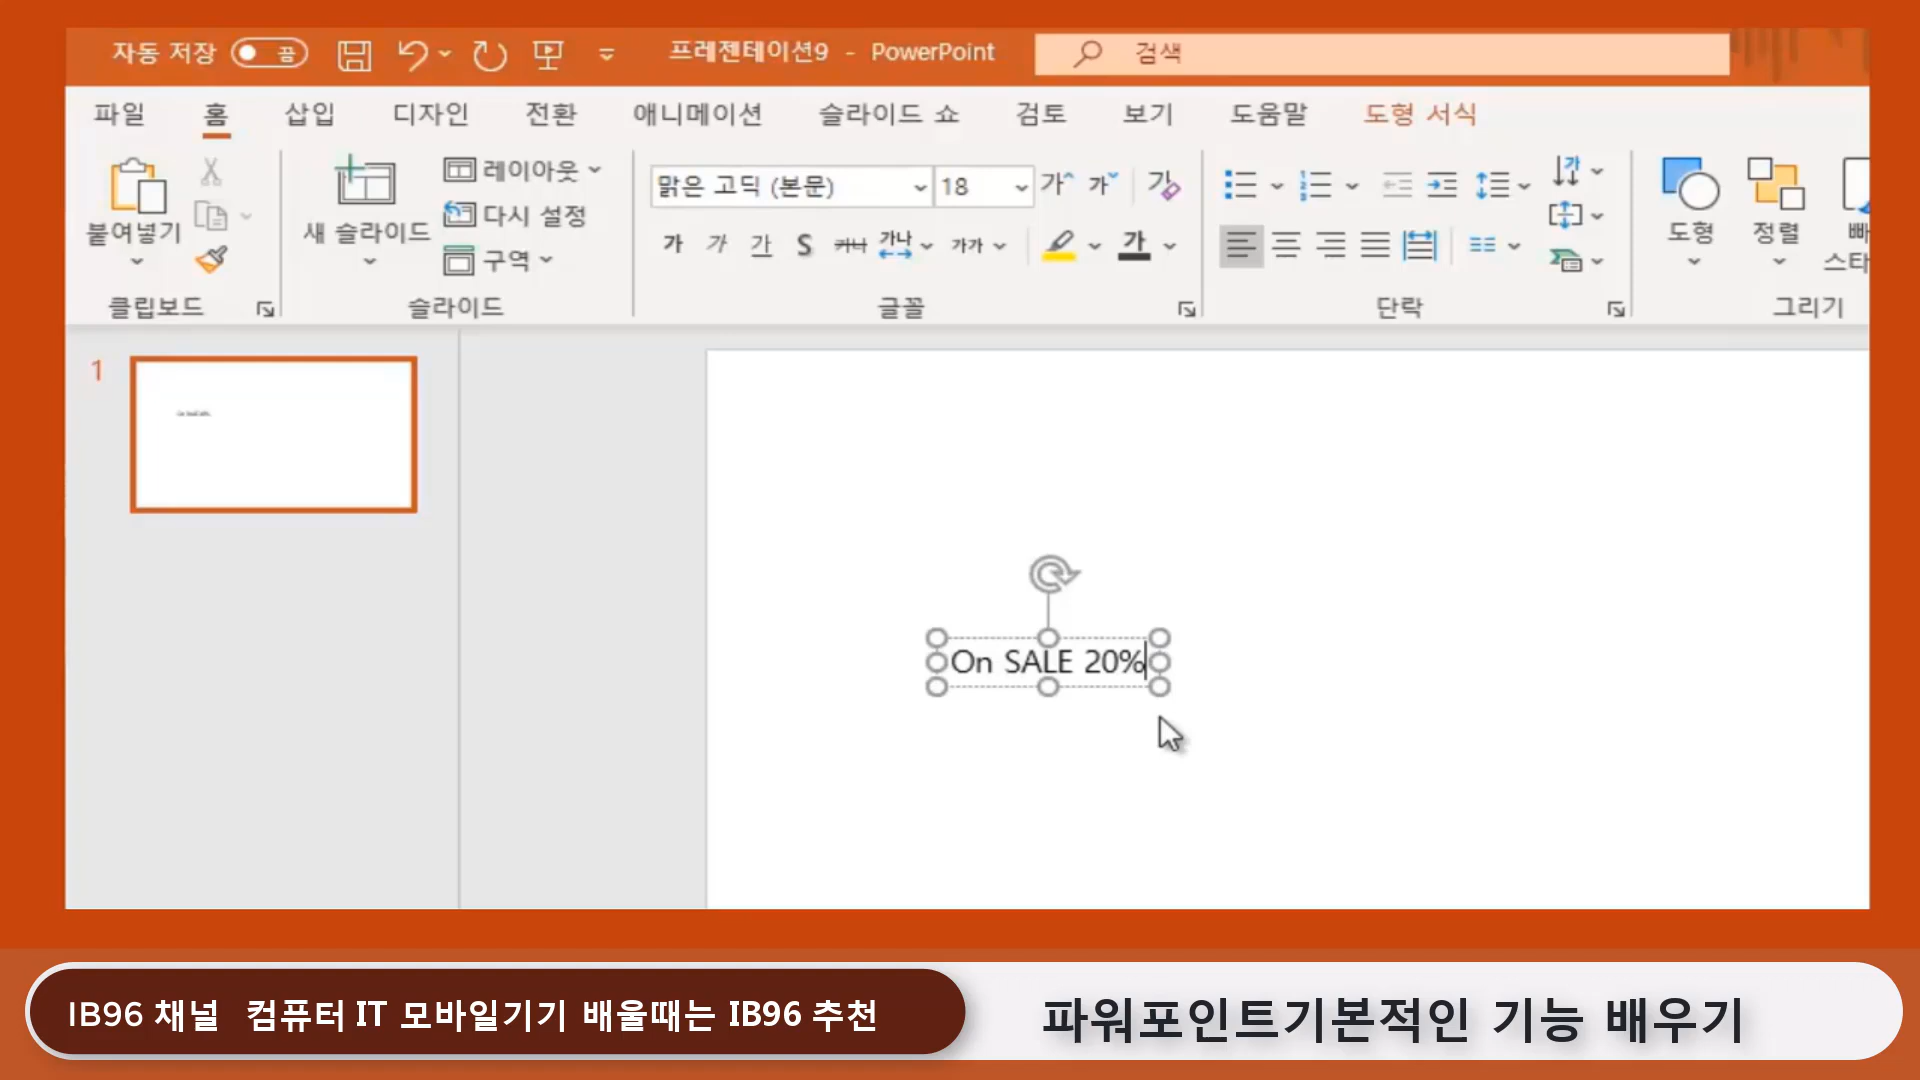 자동 저장 끔 프레젠테이션9 - PowerPoint 검색
파일 홈 삽입 디자인 전환 애니메이션 슬라이드 쇼 검토 보기 도움말 도형 서식
붙여넣기
클립보드
새 슬라이드
레이아웃
다시 설정
구역
슬라이드
맑은 고딕 (본문) 18 가 가 가
가 가 가 S 가나 가나 가가 가
글꼴
가
단락
도형 정렬 빠
스타
그리기
1
On SALE 20%
IB96 채널 컴퓨터 IT 모바일기기 배울때는 IB96 추천
파워포인트기본적인 기능 배우기